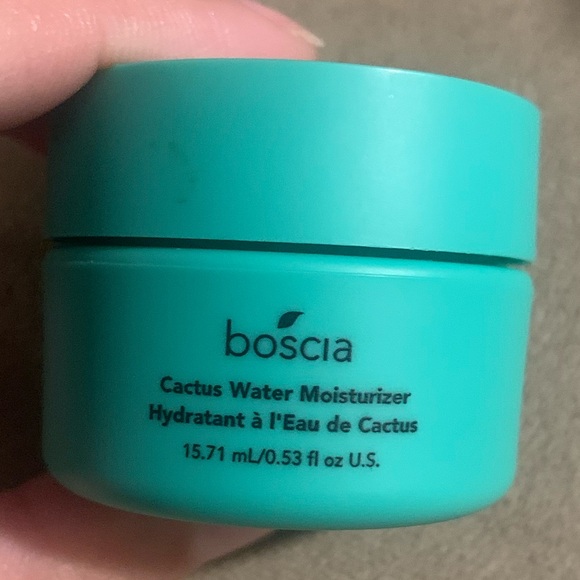 boscia
Cactus Water Moisturizer
Hydratant à l'Eau de Cactus
15.71 mL/0.53 fl oz U.S.